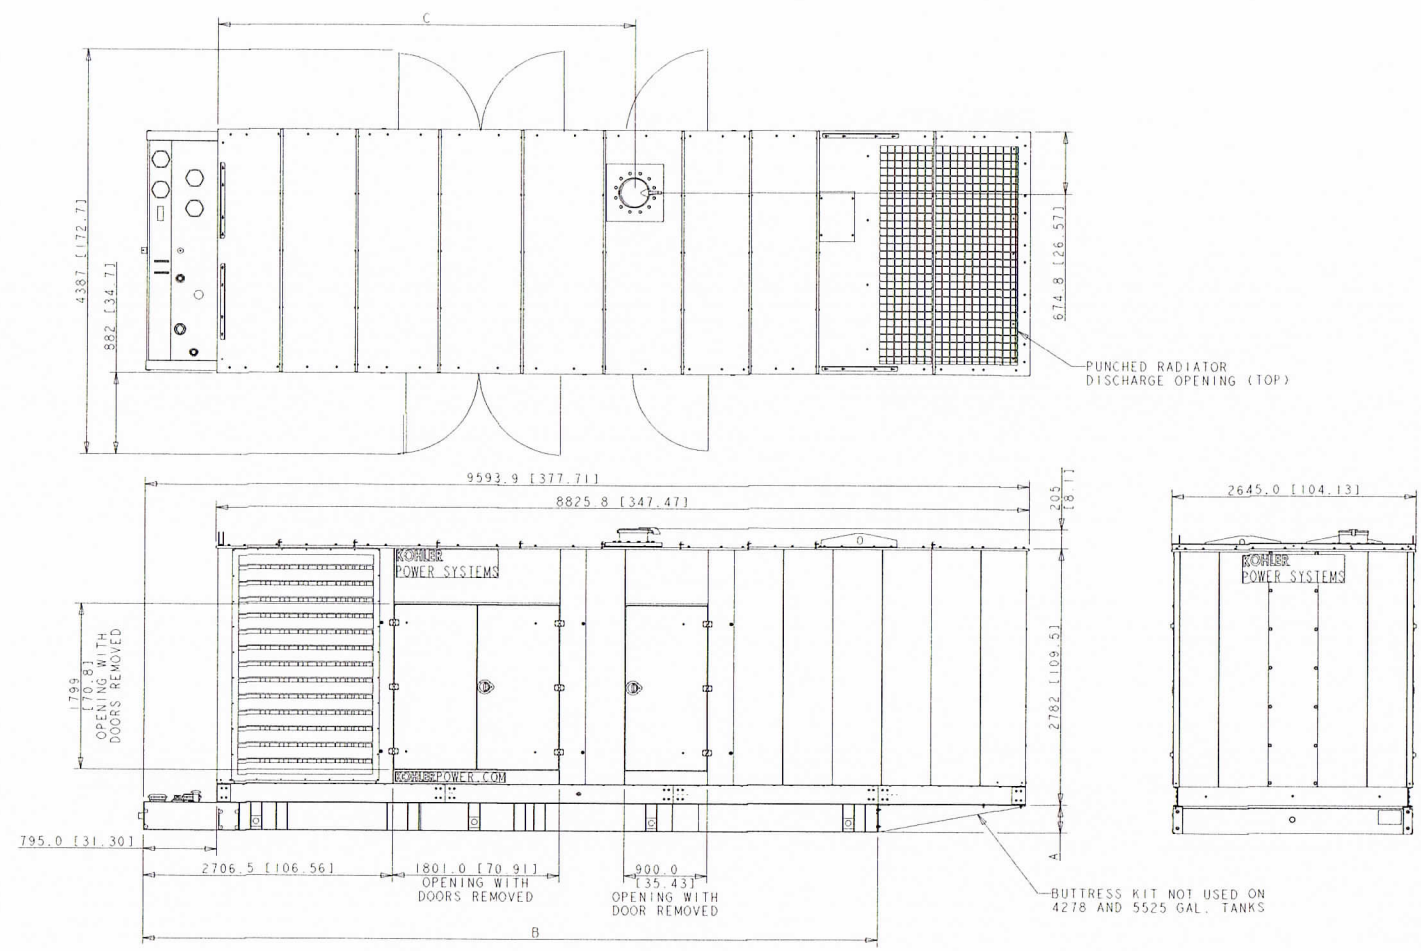 C
4387 [172.7]
882 [34.7]
674.8 [26.57]
PUNCHED RADIATOR
DISCHARGE OPENING (TOP)
9593.9 [377.71]
8825.8 [347.47]
205
[8.1]
2645.0 [104.13]
KOHLER
POWER SYSTEMS
KOHLER
POWER SYSTEMS
1799
[70.8]
OPENING WITH
DOORS REMOVED
2782 [109.5]
KOHLERPOWER.COM
795.0 [31.30]
2706.5 [106.56]
1801.0 [70.91]
OPENING WITH
DOORS REMOVED
900.0
[35.43]
OPENING WITH
DOOR REMOVED
A
BUTTRESS KIT NOT USED ON
4278 AND 5525 GAL. TANKS
B